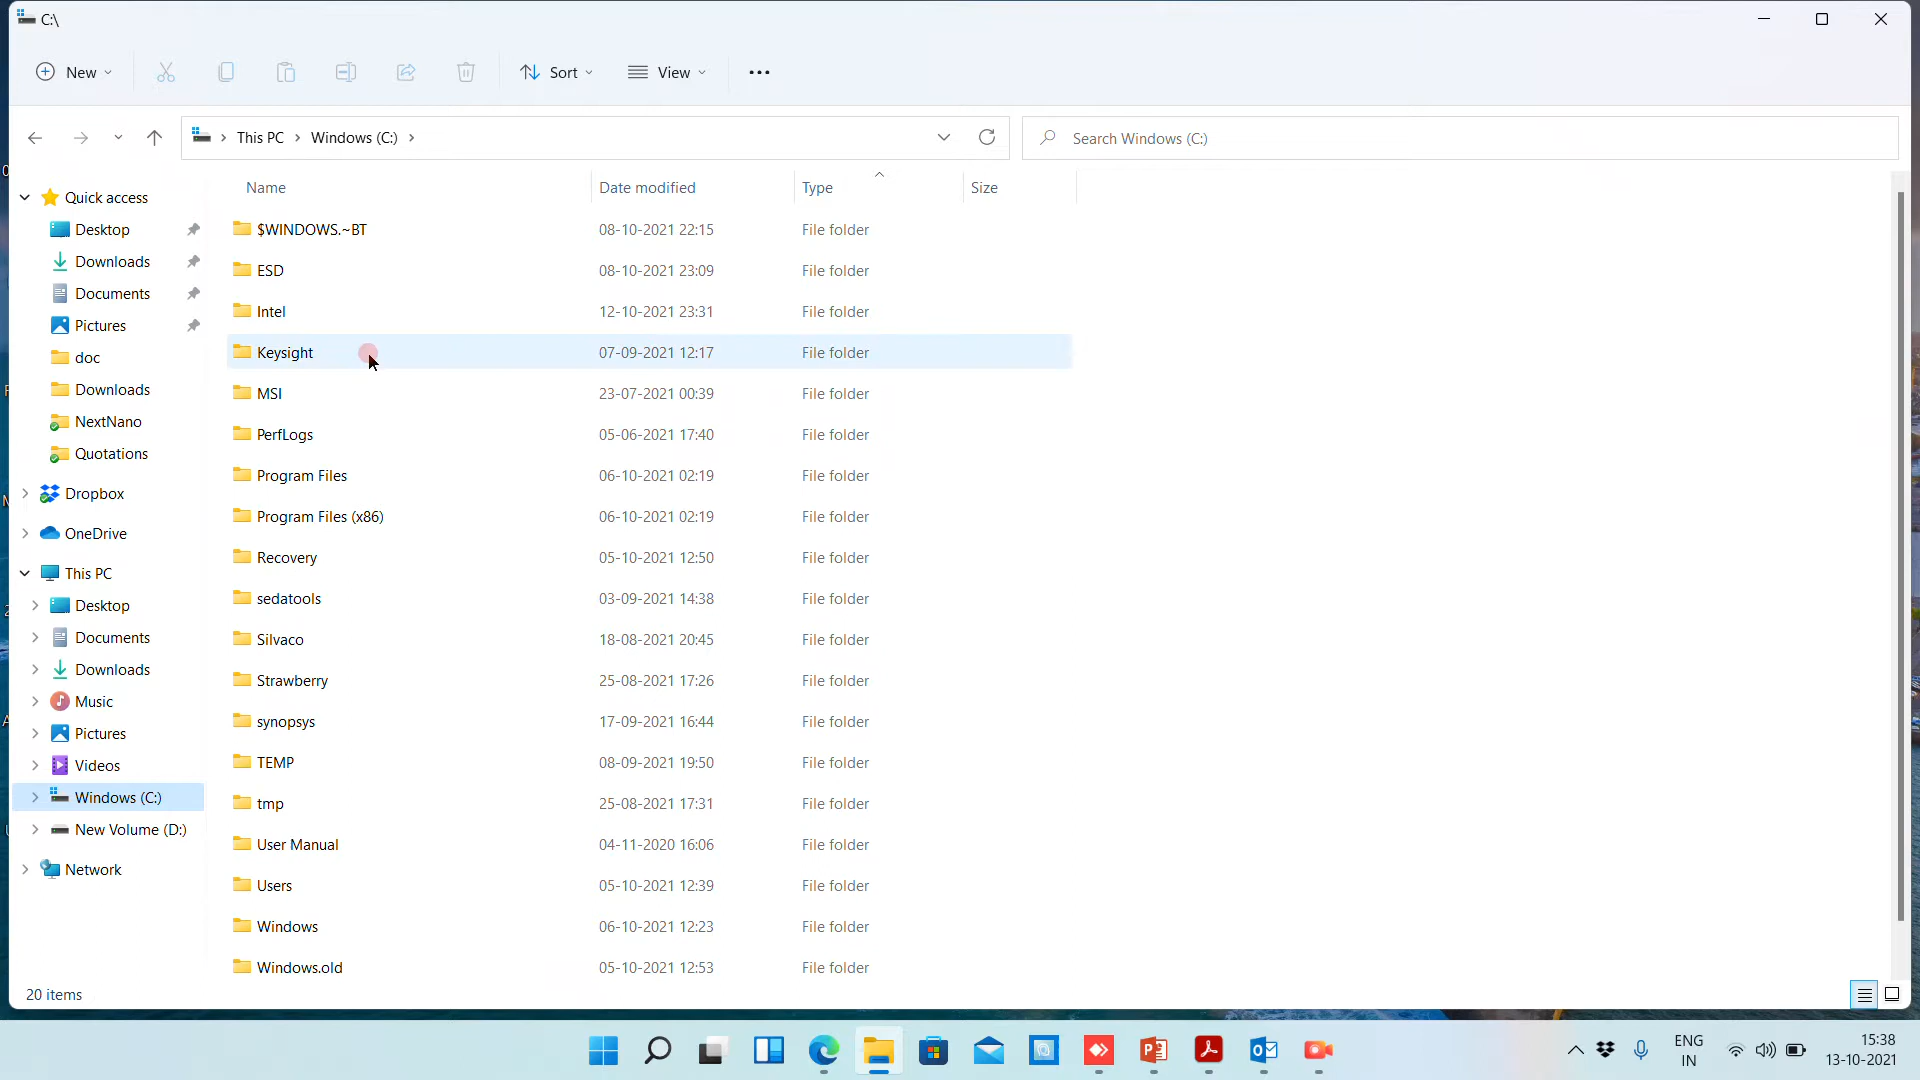 C:\
New
Sort
View
This PC
Windows (C:)
Search Windows (C:)
Name Date modified Type Size
Quick access
Desktop
Downloads
Documents
Pictures
doc
Downloads
NextNano
Quotations
Dropbox
OneDrive
This PC
Desktop
Documents
Downloads
Music
Pictures
Videos
Windows (C:)
New Volume (D:)
Network
$WINDOWS.~BT 08-10-2021 22:15 File folder
ESD 08-10-2021 23:09 File folder
Intel 12-10-2021 23:31 File folder
Keysight 07-09-2021 12:17 File folder
MSI 23-07-2021 00:39 File folder
PerfLogs 05-06-2021 17:40 File folder
Program Files 06-10-2021 02:19 File folder
Program Files (x86) 06-10-2021 02:19 File folder
Recovery 05-10-2021 12:50 File folder
sedatools 03-09-2021 14:38 File folder
Silvaco 18-08-2021 20:45 File folder
Strawberry 25-08-2021 17:26 File folder
synopsys 17-09-2021 16:44 File folder
TEMP 08-09-2021 19:50 File folder
tmp 25-08-2021 17:31 File folder
User Manual 04-11-2020 16:06 File folder
Users 05-10-2021 12:39 File folder
Windows 06-10-2021 12:23 File folder
Windows.old 05-10-2021 12:53 File folder
20 items
ENG
IN
15:38
13-10-2021